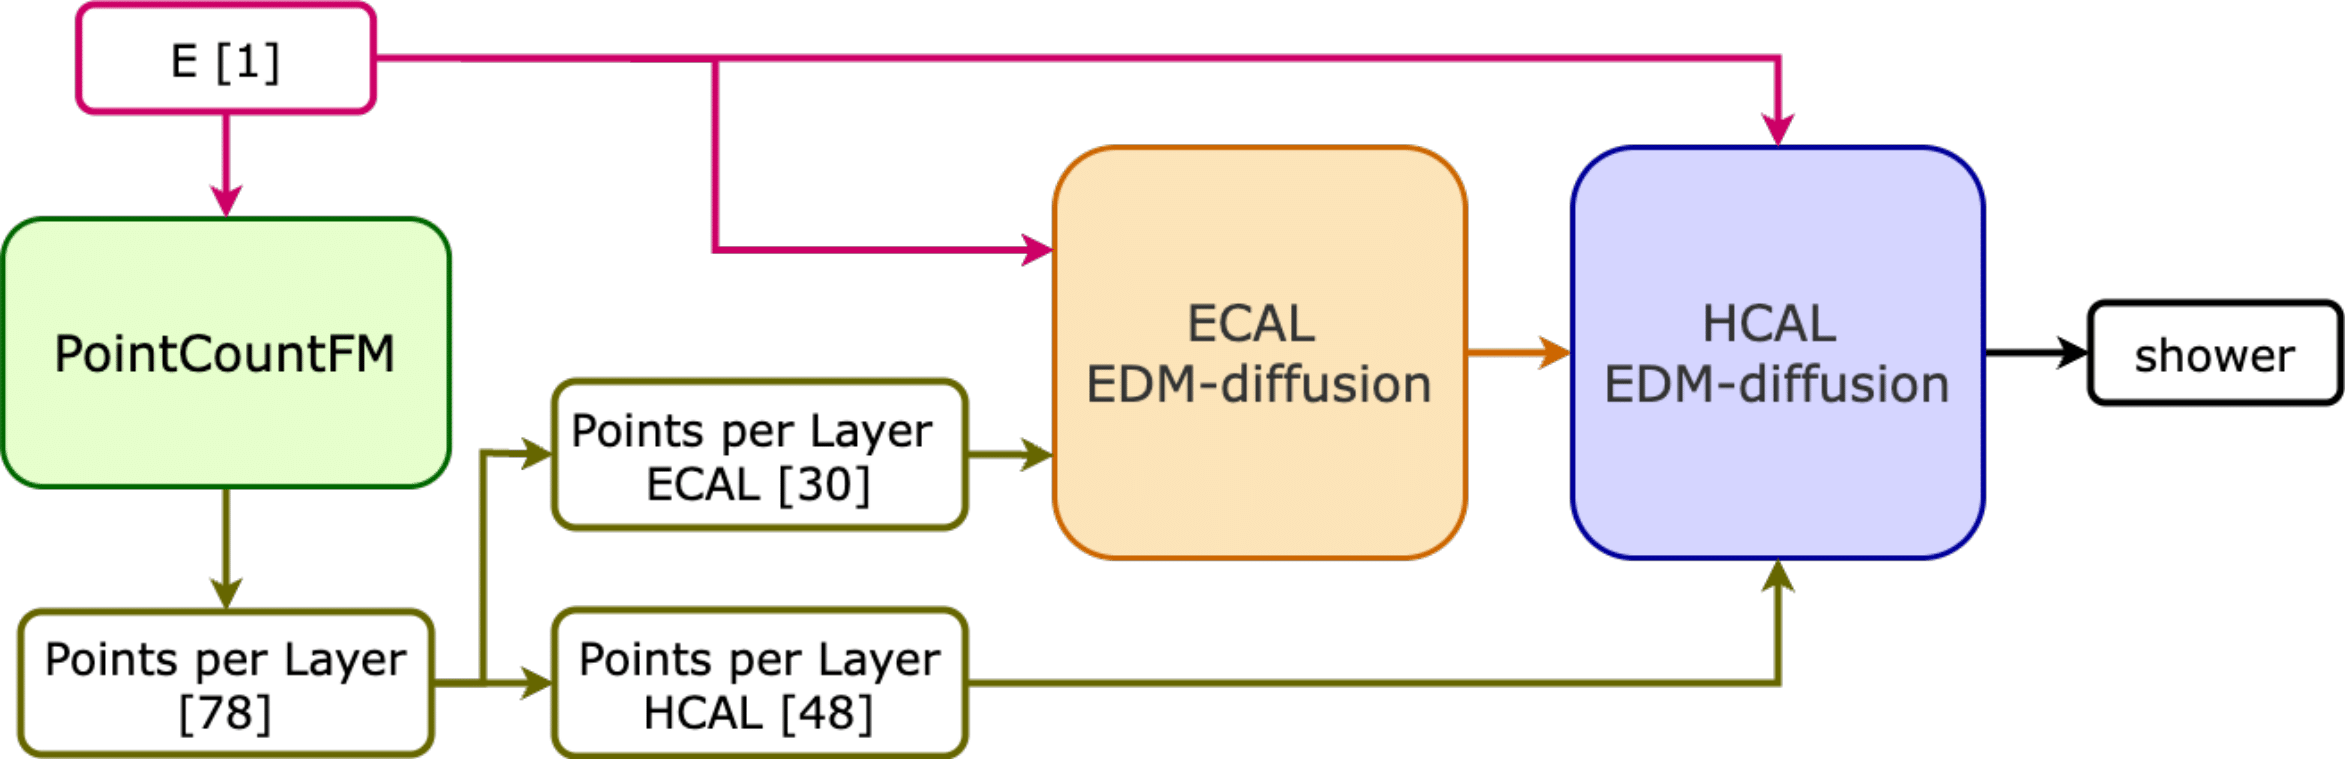 E [1]
PointCountFM
Points per Layer
[78]
Points per Layer
ECAL [30]
Points per Layer
HCAL [48]
ECAL
EDM-diffusion
HCAL
EDM-diffusion
shower